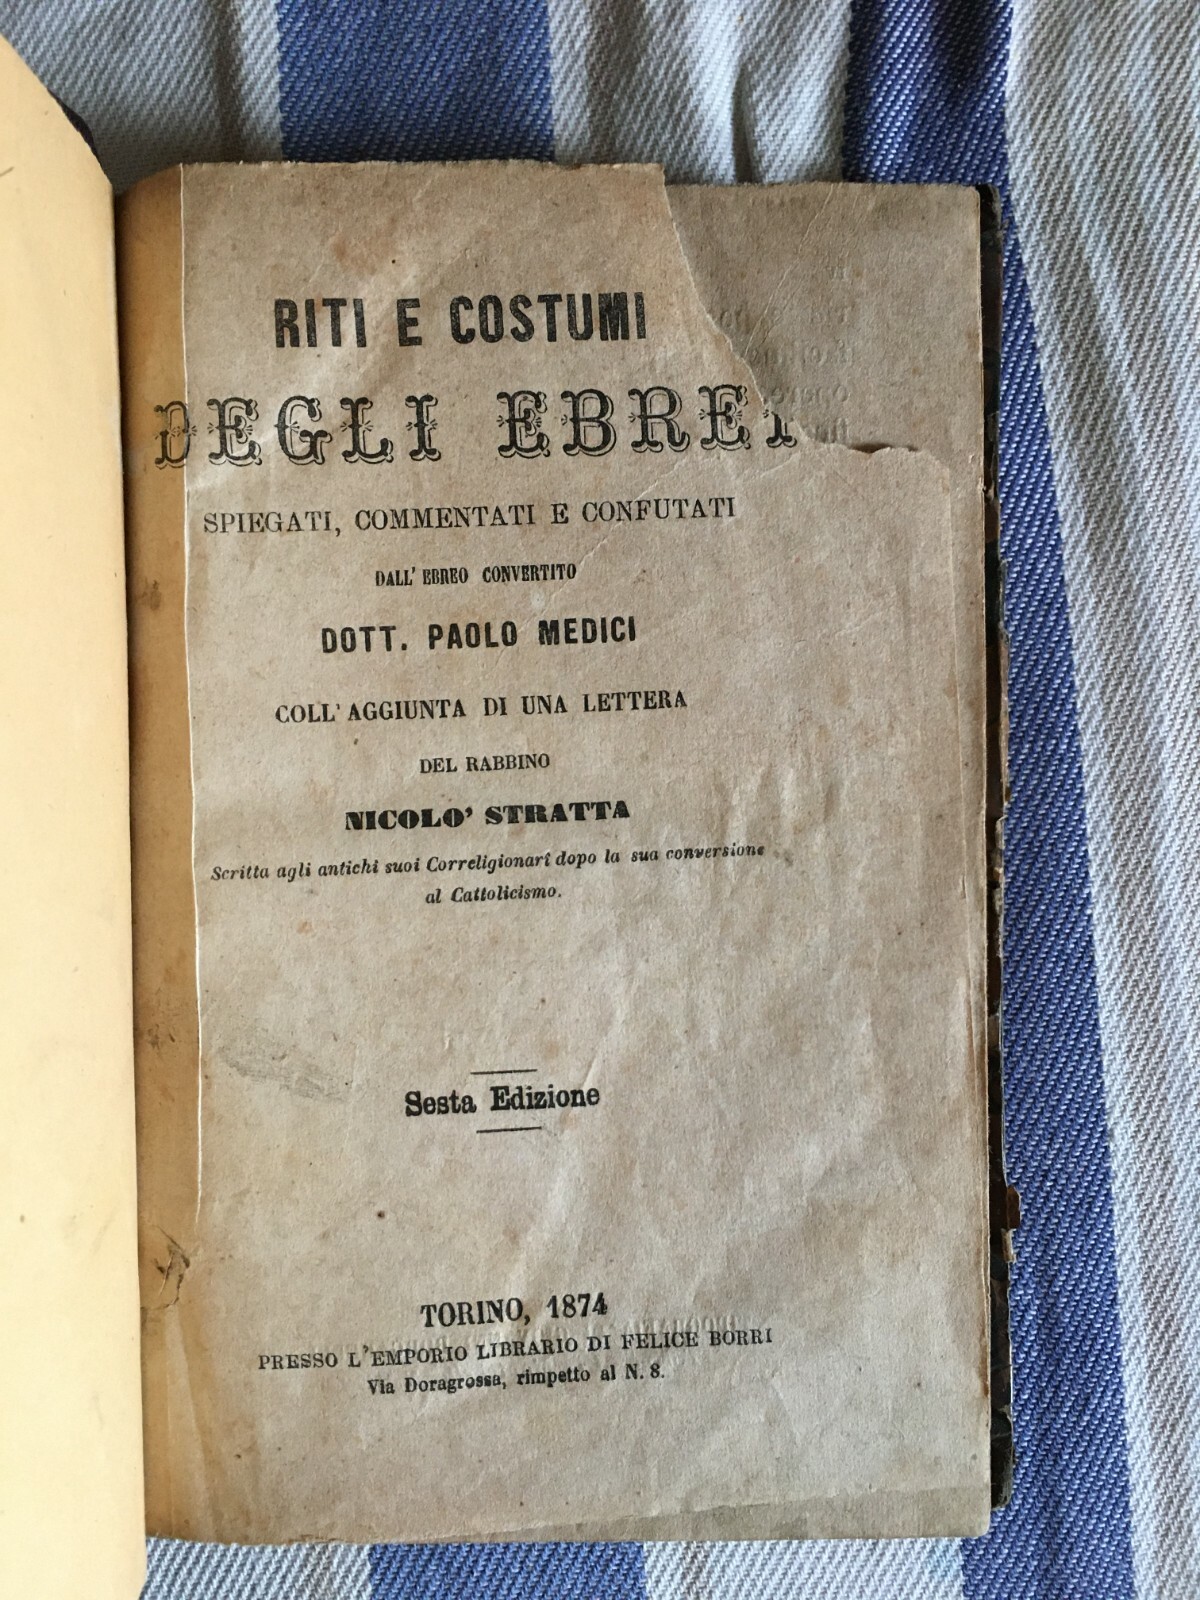 RITI E COSTUMI
DEGLI EBREI
SPIEGATI, COMMENTATI E CONFUTATI
DALL' EBREO CONVERTITO
DOTT. PAOLO MEDICI
COLL' AGGIUNTA DI UNA LETTERA
DEL RABBINO
NICOLO' STRATTA
Scritta agli antichi suoi Correligionarî dopo la sua conversione
al Cattolicismo.
Sesta Edizione
TORINO, 1874
PRESSO L'EMPORIO LIBRARIO DI FELICE BORRI
Via Doragrossa, rimpetto al N. 8.